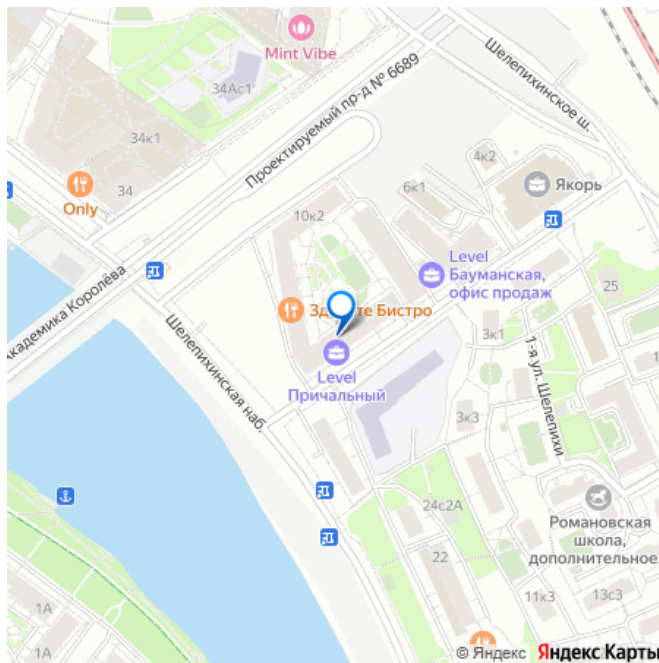 Mint Vibe
34Ас1
34к1
34
Only
Проектируемый пр-д № 6689
Шелепихинское ш.
4к2
6к1
Якорь
10к2
Level
Бауманская,
офис продаж
Академика Королёва
Шелепихинская наб.
Бистро
Level
Причальный
25
3к1
1-я ул. Шелепихи
3к3
24с2А
22
Романовская
школа,
дополнительное...
11к3
13с3
1А
1А
© Яндекс Яндекс Карты